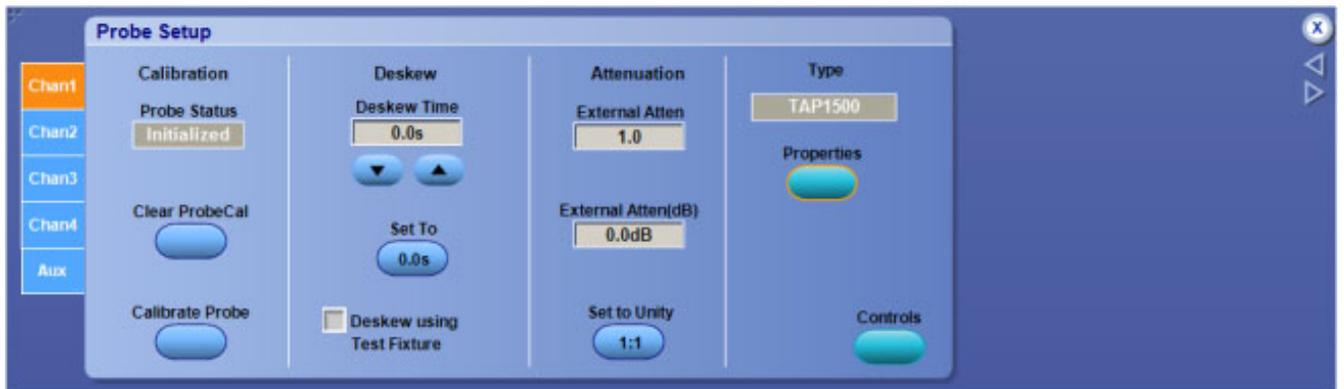 Probe Setup
Chan1
Chan2
Chan3
Chan4
Aux
Calibration
Probe Status
Initialized
Clear ProbeCal
Calibrate Probe
Deskew
Deskew Time
0.0s
Set To
0.0s
Deskew using
Test Fixture
Attenuation
External Atten
1.0
External Atten(dB)
0.0dB
Set to Unity
1:1
Type
TAP1500
Properties
Controls
X